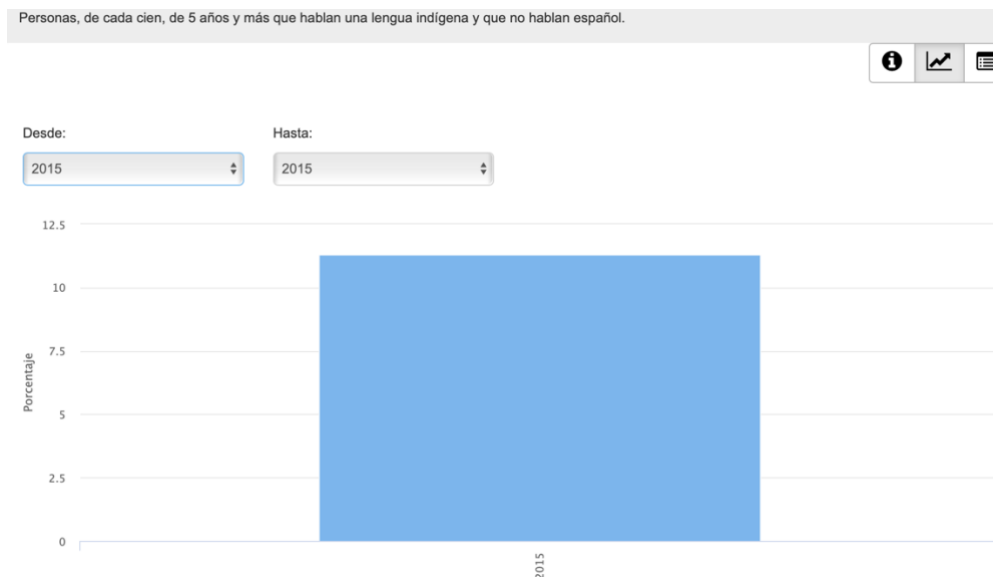 Personas, de cada cien, de 5 años y más que hablan una lengua indígena y que no hablan español.
Desde:
Hasta:
2015
2015
12.5
10
7.5
5
2.5
0
Porcentaje
2015